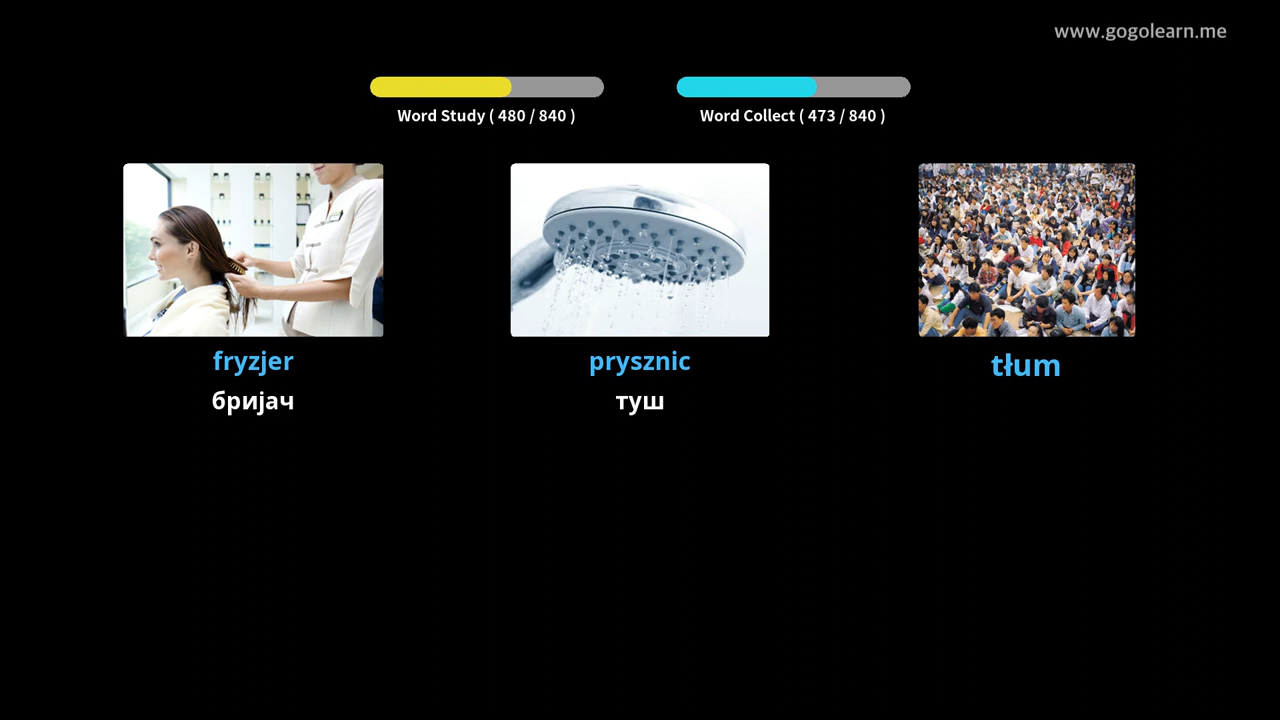 www.gogolearn.me
Word Study ( 480 / 840 )
Word Collect ( 473 / 840 )
fryzjer
бријач
prysznic
туш
tłum